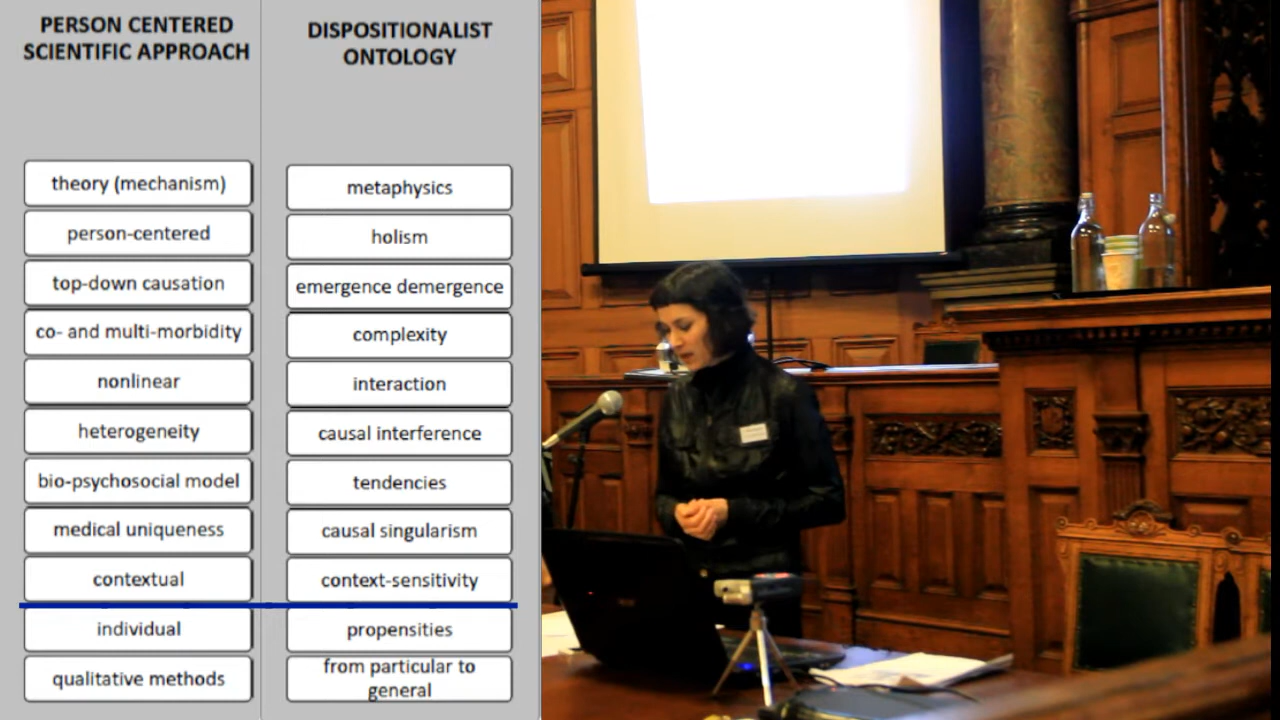 PERSON CENTERED
SCIENTIFIC APPROACH
DISPOSITIONALIST
ONTOLOGY
theory (mechanism)
metaphysics
person-centered
holism
top-down causation
emergence demergence
co- and multi-morbidity
complexity
nonlinear
interaction
heterogeneity
causal interference
bio-psychosocial model
tendencies
medical uniqueness
causal singularism
contextual
context-sensitivity
individual
propensities
qualitative methods
from particular to
general